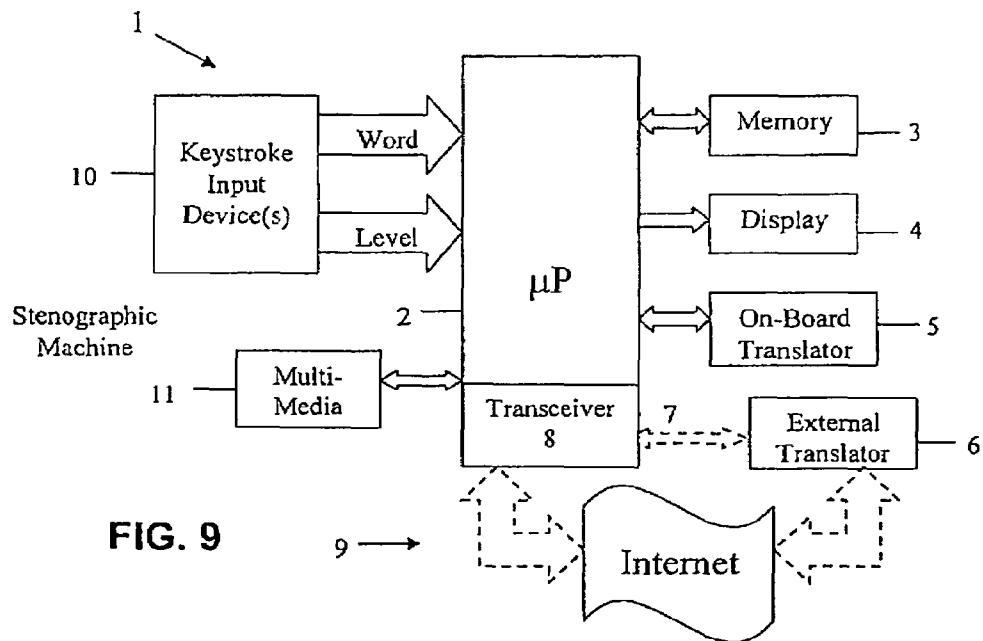 1
Keystroke
Input
Device(s)
10
Word
Level
μP
2
Memory
3
Display
4
On-Board
Translator
5
Stenographic
Machine
Multi-
Media
11
Transceiver
8
7
External
Translator
6
FIG. 9
9
Internet